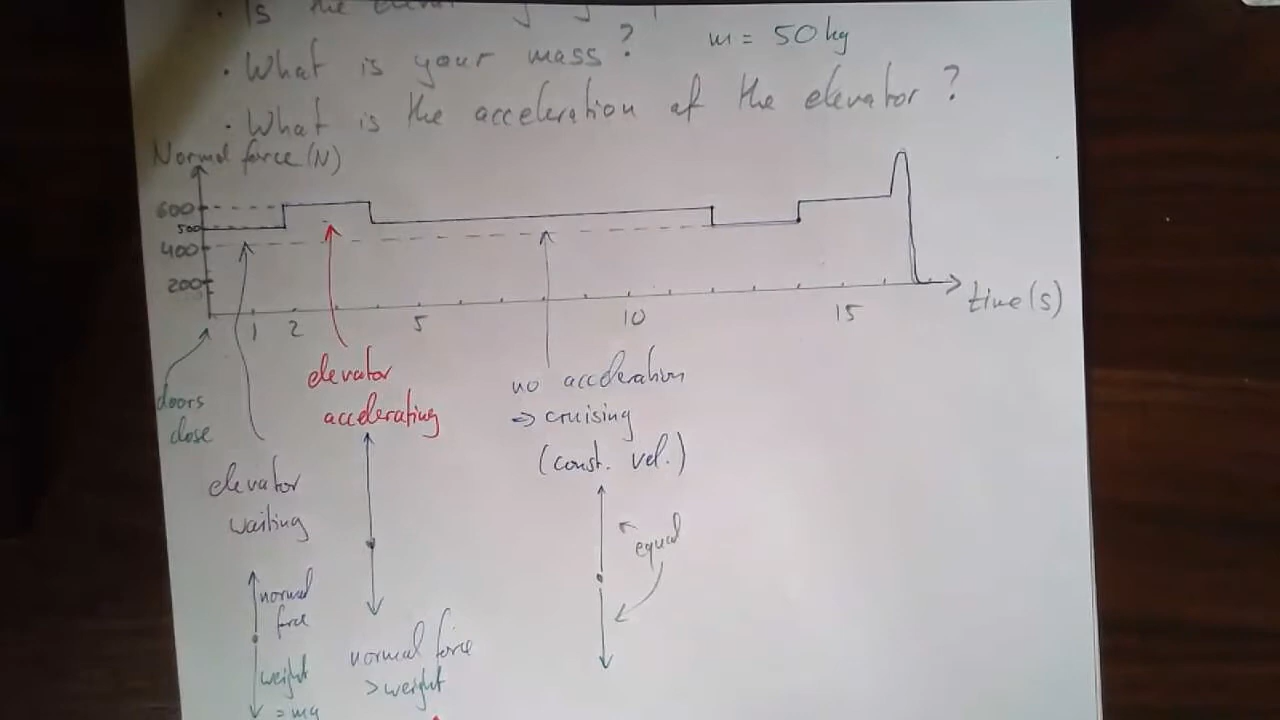 · Is the
· What is your mass? m = 50 kg
· What is the acceleration of the elevator?
Normal force (N)
600
500
400
200
1 2 5 10 15 time (s)
doors
close
elevator
accelerating
no acceleration
⇒ cruising
(const. vel.)
elevator
waiting
equal
normal
force
weight
= mg
normal force
> weight